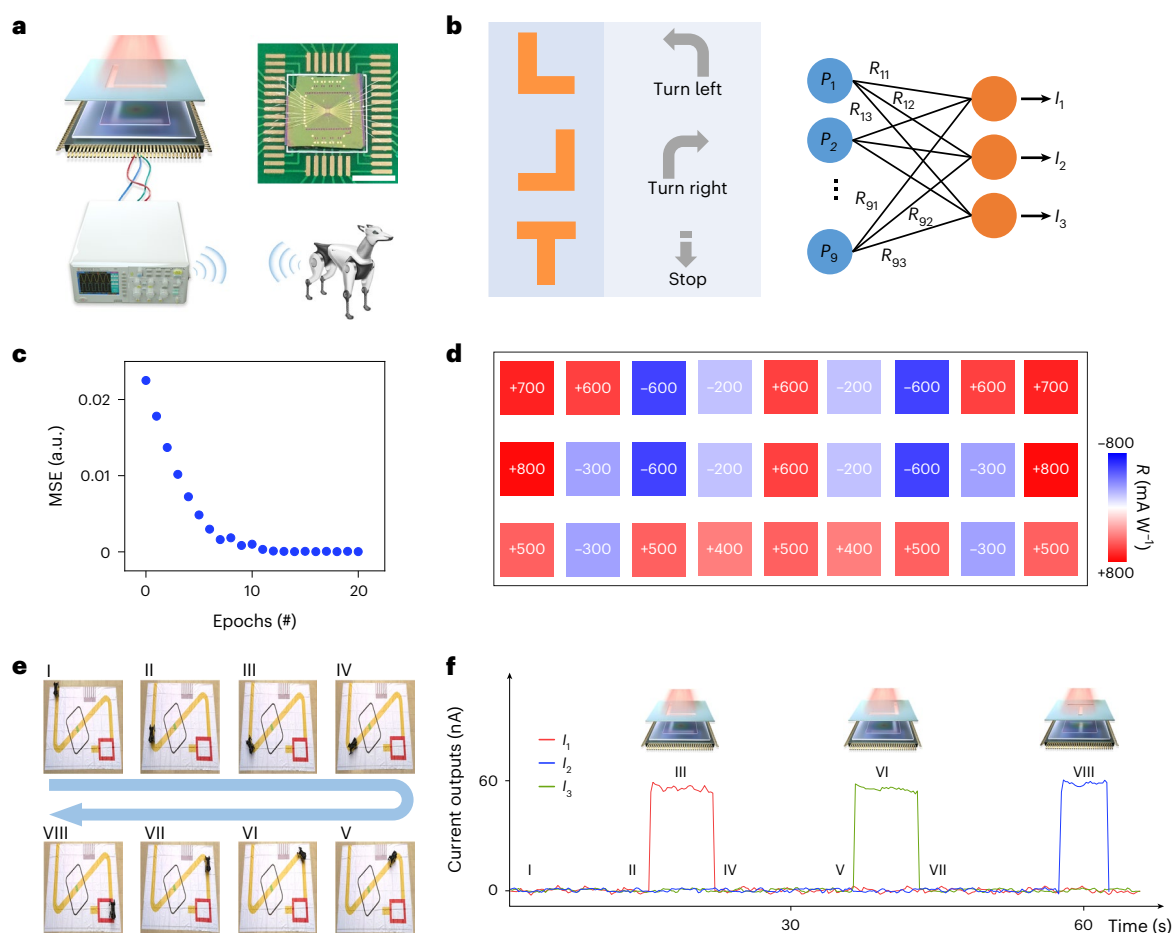 a
b
Turn left
Turn right
Stop
P1
P2
P9
R11
R12
R13
R91
R92
R93
I1
I2
I3
c
MSE (a.u.)
0.02
0.01
0
0
10
20
Epochs (#)
d
+700 +600 −600 −200 +600 −200 −600 +600 +700
+800 −300 −600 −200 +600 −200 −600 −300 +800
+500 −300 +500 +400 +500 +400 +500 −300 +500
−800
R (mA W−1)
+800
e
I II III IV
VIII VII VI V
f
Current outputs (nA)
60
0
I1
I2
I3
III VI VIII
I II IV V VII
30 60 Time (s)